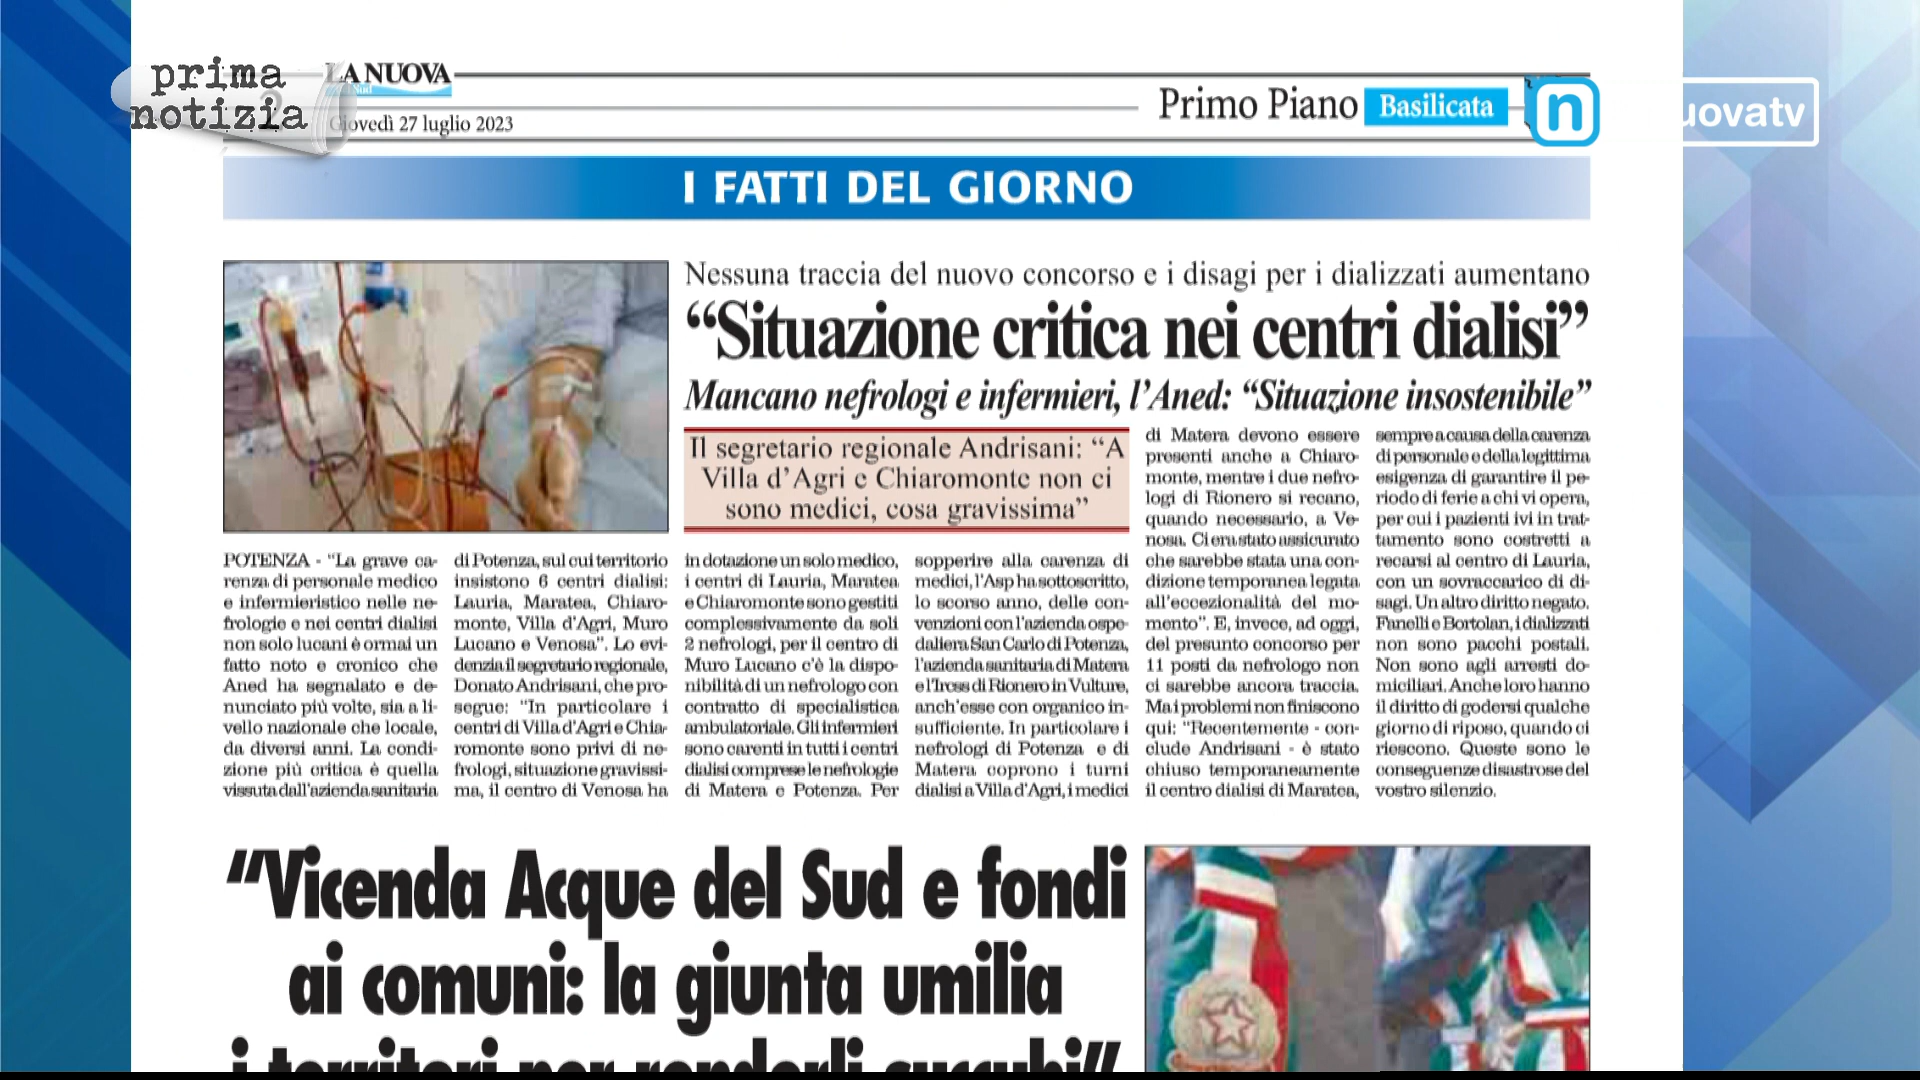 prima
notizia
LA NUOVA
Sud
Giovedì 27 luglio 2023
Primo Piano Basilicata
n
uovatv
I FATTI DEL GIORNO
Nessuna traccia del nuovo concorso e i disagi per i dializzati aumentano
“Situazione critica nei centri dialisi”
Mancano nefrologi e infermieri, l’Aned: “Situazione insostenibile”
Il segretario regionale Andrisani: “A
Villa d’Agri e Chiaromonte non ci
sono medici, cosa gravissima”
POTENZA - "La grave ca-
renza di personale medico
e infermieristico nelle ne-
frologie e nei centri dialisi
non solo lucani è ormai un
fatto noto e cronico che
Aned ha segnalato e de-
nunciato più volte, sia a li-
vello nazionale che locale,
da diversi anni. La condi-
zione più critica è quella
vissuta dall'azienda sanitaria
di Potenza, sul cui territorio
insistono 6 centri dialisi:
Lauria, Maratea, Chiaro-
monte, Villa d'Agri, Muro
Lucano e Venosa". Lo evi-
denzia il segretario regionale,
Donato Andrisani, che pro-
segue: "In particolare i
centri di Villa d'Agri e Chia-
romonte sono privi di ne-
frologi, situazione gravissi-
ma, il centro di Venosa ha
in dotazione un solo medico,
i centri di Lauria, Maratea
e Chiaromonte sono gestiti
complessivamente da soli
2 nefrologi, per il centro di
Muro Lucano c'è la dispo-
nibilità di un nefrologo con
contratto di specialistica
ambulatoriale. Gli infermieri
sono carenti in tutti i centri
dialisi comprese le nefrologie
di Matera e Potenza. Per
sopperire alla carenza di
medici, l'Asp ha sottoscritto,
lo scorso anno, delle con-
venzioni con l'azienda ospe-
daliera San Carlo di Potenza,
l'azienda sanitaria di Matera
e l'Irccs di Rionero in Vulture,
anch'esse con organico in-
sufficiente. In particolare i
nefrologi di Potenza e di
Matera coprono i turni
dialisi a Villa d'Agri, i medici
di Matera devono essere
presenti anche a Chiaro-
monte, mentre i due nefro-
logi di Rionero si recano,
quando necessario, a Ve-
nosa. Ci era stato assicurato
che sarebbe stata una con-
dizione temporanea legata
all'eccezionalità del mo-
mento". E, invece, ad oggi,
del presunto concorso per
11 posti da nefrologo non
ci sarebbe ancora traccia.
Ma i problemi non finiscono
qui: "Recentemente - con-
clude Andrisani - è stato
chiuso temporaneamente
il centro dialisi di Maratea,
sempre a causa della carenza
di personale e della legittima
esigenza di garantire il pe-
riodo di ferie a chi vi opera,
per cui i pazienti ivi in trat-
tamento sono costretti a
recarsi al centro di Lauria,
con un sovraccarico di di-
sagi. Un altro diritto negato.
Fanelli e Bortolan, i dializzati
non sono pacchi postali.
Non sono agli arresti do-
miciliari. Anche loro hanno
il diritto di godersi qualche
giorno di riposo, quando ci
riescono. Queste sono le
conseguenze disastrose del
vostro silenzio.
“Vicenda Acque del Sud e fondi
ai comuni: la giunta umilia
i territori per renderli succubi”